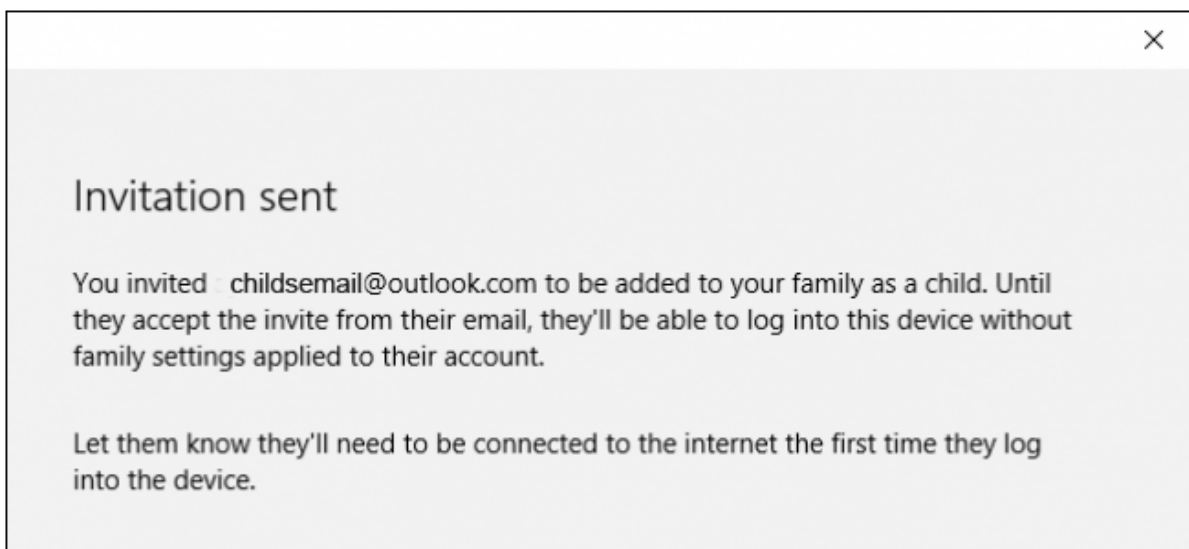 Invitation sent
You invited childsemail@outlook.com to be added to your family as a child. Until
they accept the invite from their email, they'll be able to log into this device without
family settings applied to their account.
Let them know they'll need to be connected to the internet the first time they log
into the device.